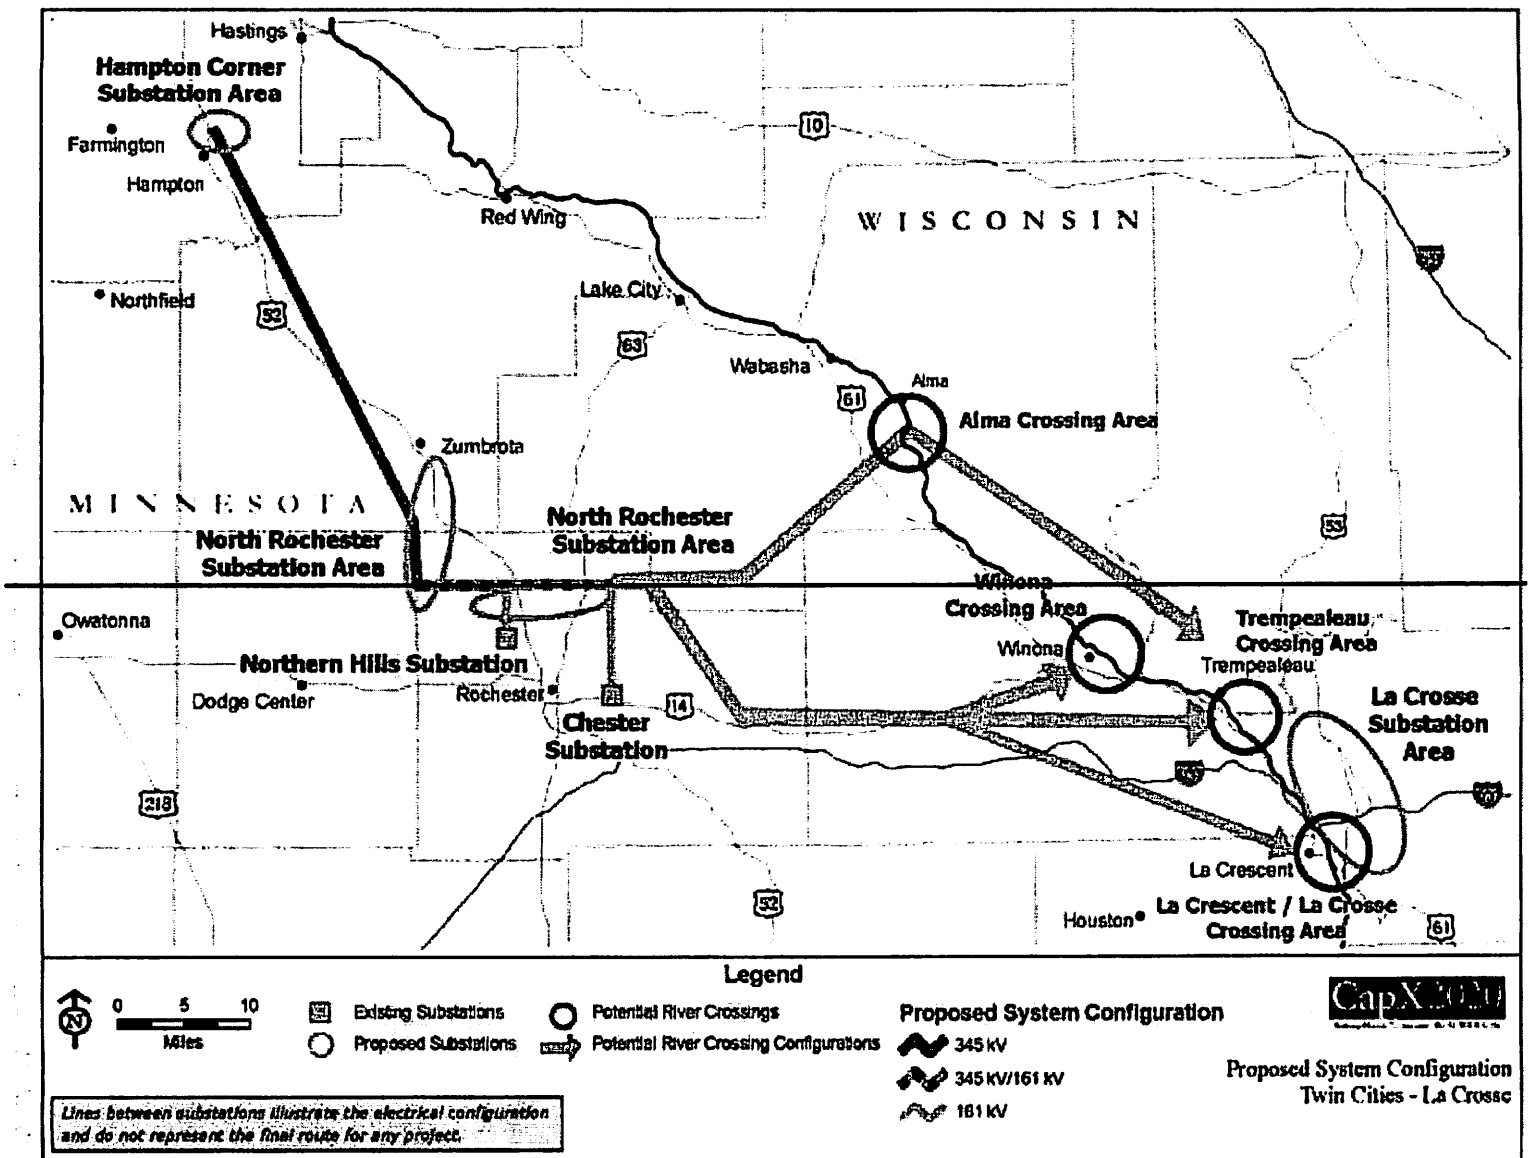 Hastings
Hampton Corner
Substation Area
Farmington
Hampton
10
Red Wing
WISCONSIN
Northfield
52
Lake City
63
Wabasha
61
Alma
Alma Crossing Area
Zumbrota
MINNESOTA
North Rochester
Substation Area
North Rochester
Substation Area
53
Winona
Crossing Area
Owatonna
Winona
Trempealeau
Crossing Area
Trempealeau
Northern Hills Substation
Dodge Center
Rochester
14
Chester
Substation
La Crosse
Substation
Area
218
La Crescent
52
Houston
La Crescent / La Crosse
Crossing Area
61
Legend
N
0 5 10
Miles
Existing Substations
Proposed Substations
Potential River Crossings
Potential River Crossing Configurations
Proposed System Configuration
345 kV
345 kV/161 kV
161 kV
CapX 2020
Proposed System Configuration
Twin Cities - La Crosse
Lines between substations illustrate the electrical configuration
and do not represent the final route for any project.